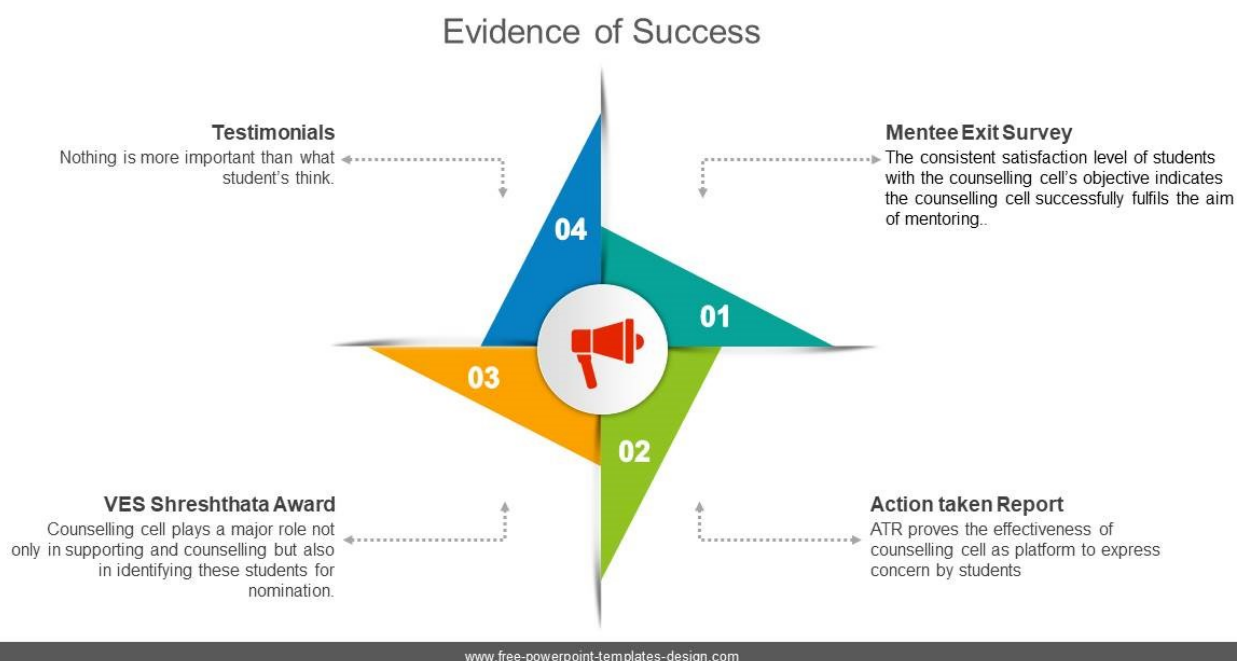 Evidence of Success
Testimonials
Nothing is more important than what
student's think.
04
Mentee Exit Survey
The consistent satisfaction level of students
with the counselling cell's objective indicates
the counselling cell successfully fulfils the aim
of mentoring..
01
03
02
VES Shreshthata Award
Counselling cell plays a major role not
only in supporting and counselling but also
in identifying these students for
nomination.
Action taken Report
ATR proves the effectiveness of
counselling cell as platform to express
concern by students
www.free-powerpoint-templates-design.com